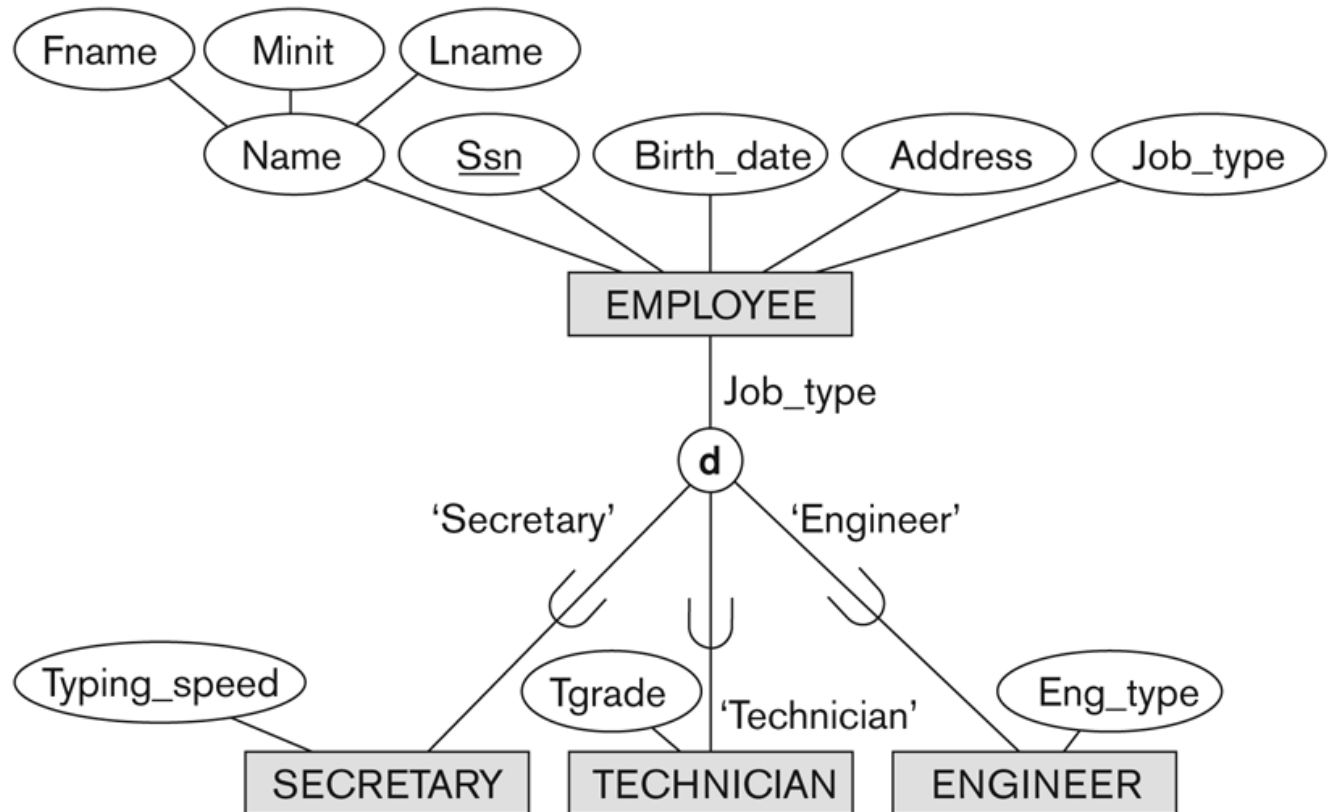 Fname Minit Lname
Name Ssn Birth_date Address Job_type
EMPLOYEE
Job_type
d
‘Secretary’ ‘Engineer’
Typing_speed Tgrade Eng_type
‘Technician’
SECRETARY TECHNICIAN ENGINEER